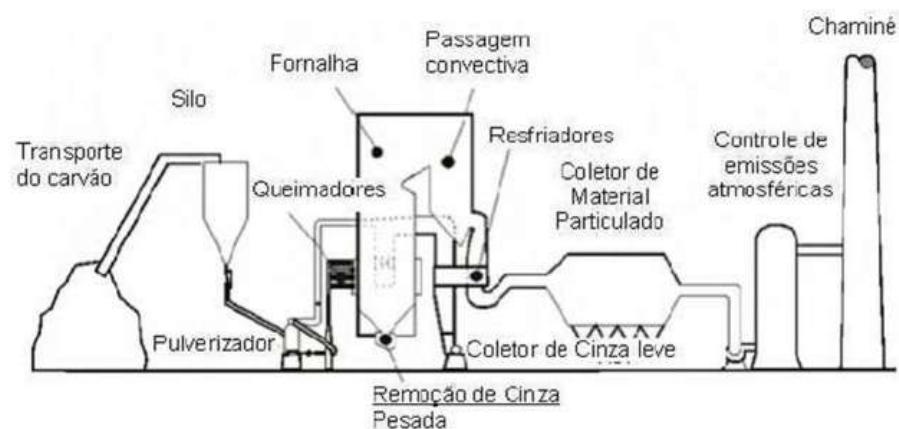 Chaminé
Passagem
convectiva
Fornalha
Silo
Resfriadores
Controle de
emissões
atmosféricas
Transporte
do carvão
Coletor de
Material
Particulado
Queimadores
Pulverizador
Coletor de Cinza leve
Remoção de Cinza
Pesada